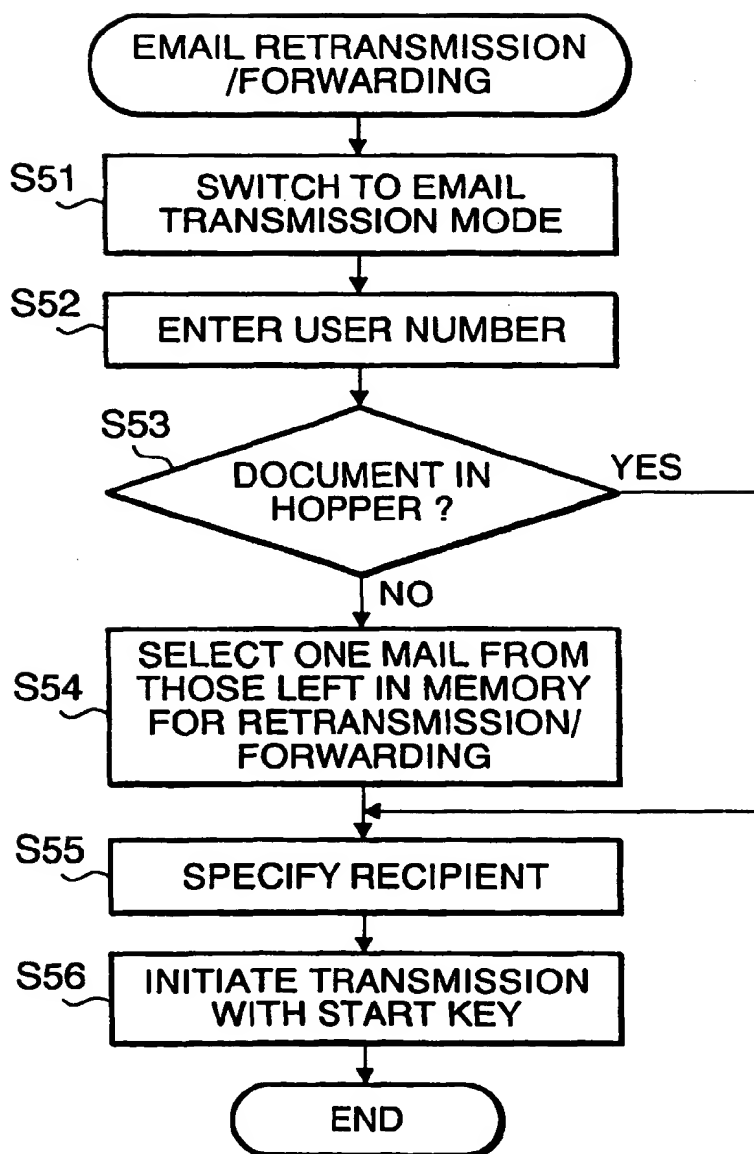 EMAIL RETRANSMISSION
/FORWARDING
S51
SWITCH TO EMAIL
TRANSMISSION MODE
S52
ENTER USER NUMBER
S53
DOCUMENT IN
HOPPER ?
YES
NO
S54
SELECT ONE MAIL FROM
THOSE LEFT IN MEMORY
FOR RETRANSMISSION/
FORWARDING
S55
SPECIFY RECIPIENT
S56
INITIATE TRANSMISSION
WITH START KEY
END